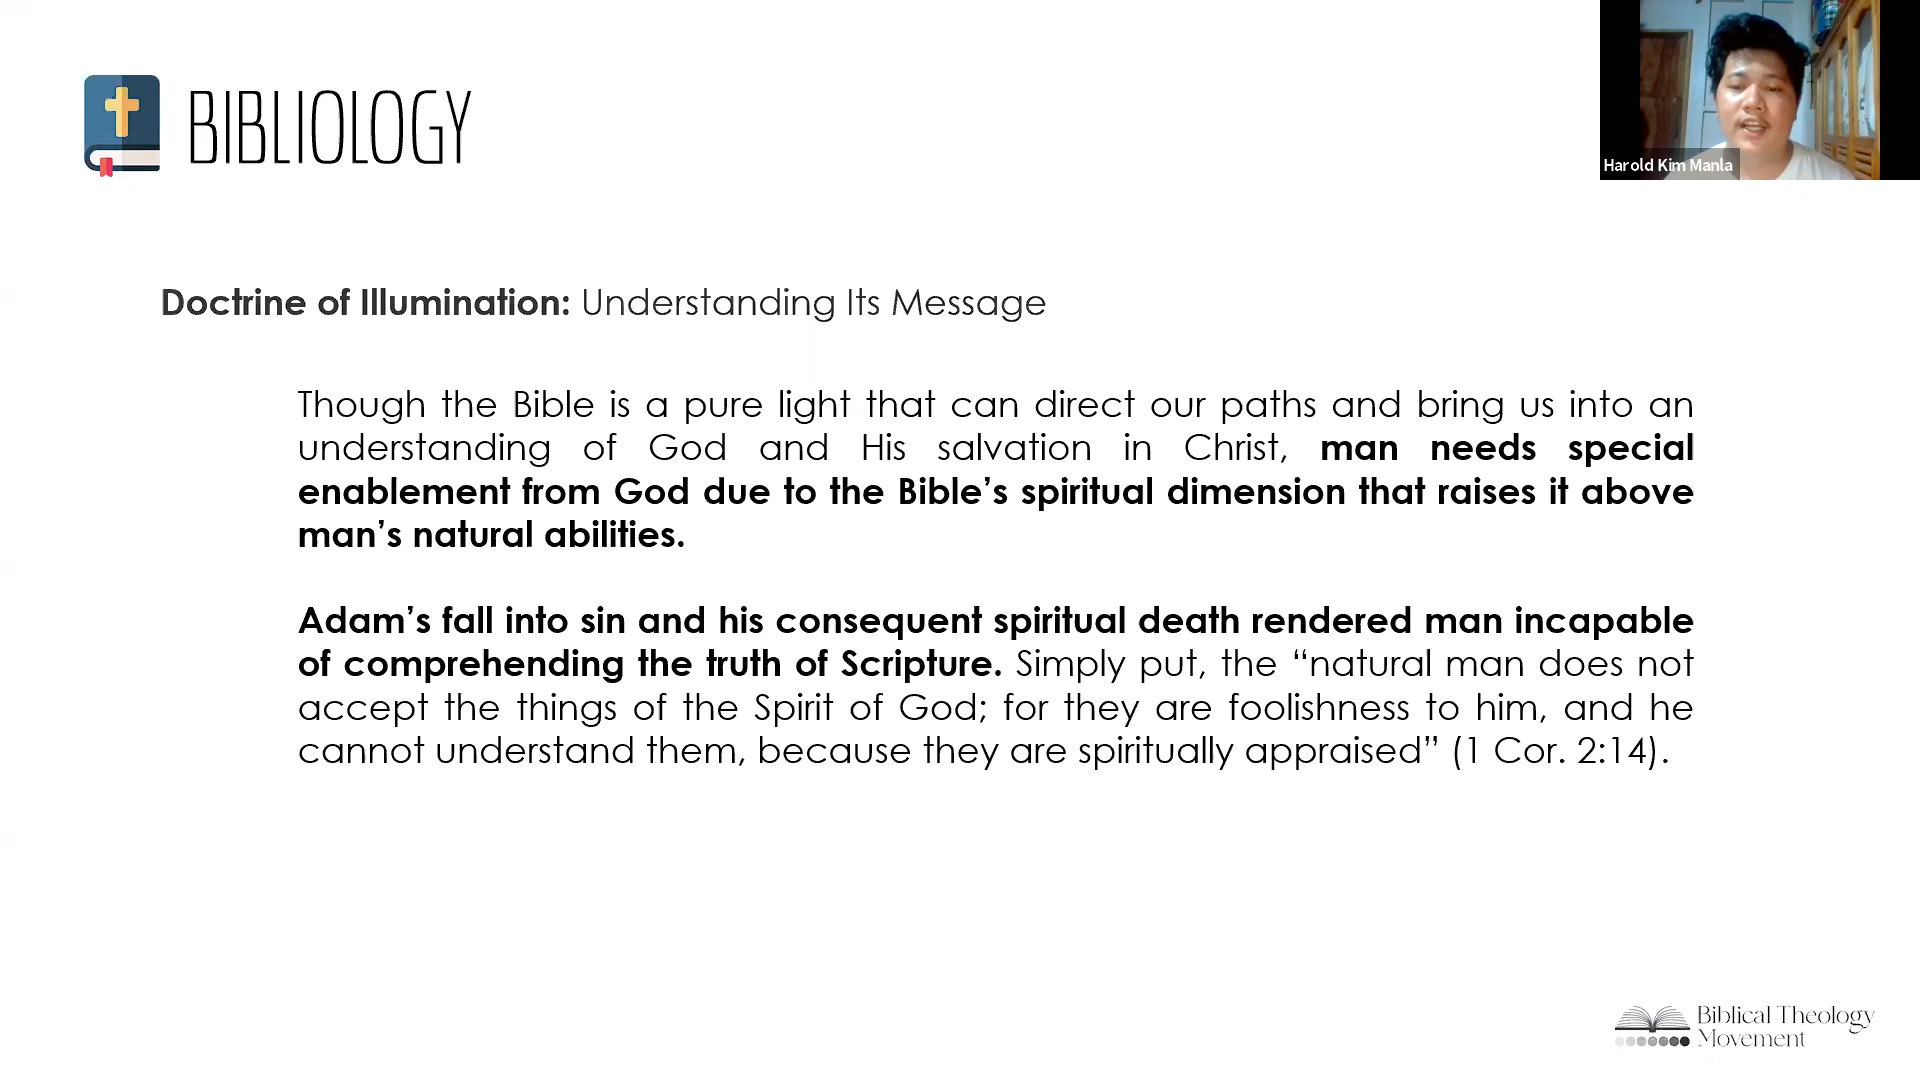 BIBLIOLOGY
Harold Kim Manla
Doctrine of Illumination: Understanding Its Message
Though the Bible is a pure light that can direct our paths and bring us into an
understanding of God and His salvation in Christ, man needs special
enablement from God due to the Bible’s spiritual dimension that raises it above
man’s natural abilities.
Adam’s fall into sin and his consequent spiritual death rendered man incapable
of comprehending the truth of Scripture. Simply put, the “natural man does not
accept the things of the Spirit of God; for they are foolishness to him, and he
cannot understand them, because they are spiritually appraised” (1 Cor. 2:14).
Biblical Theology
Movement